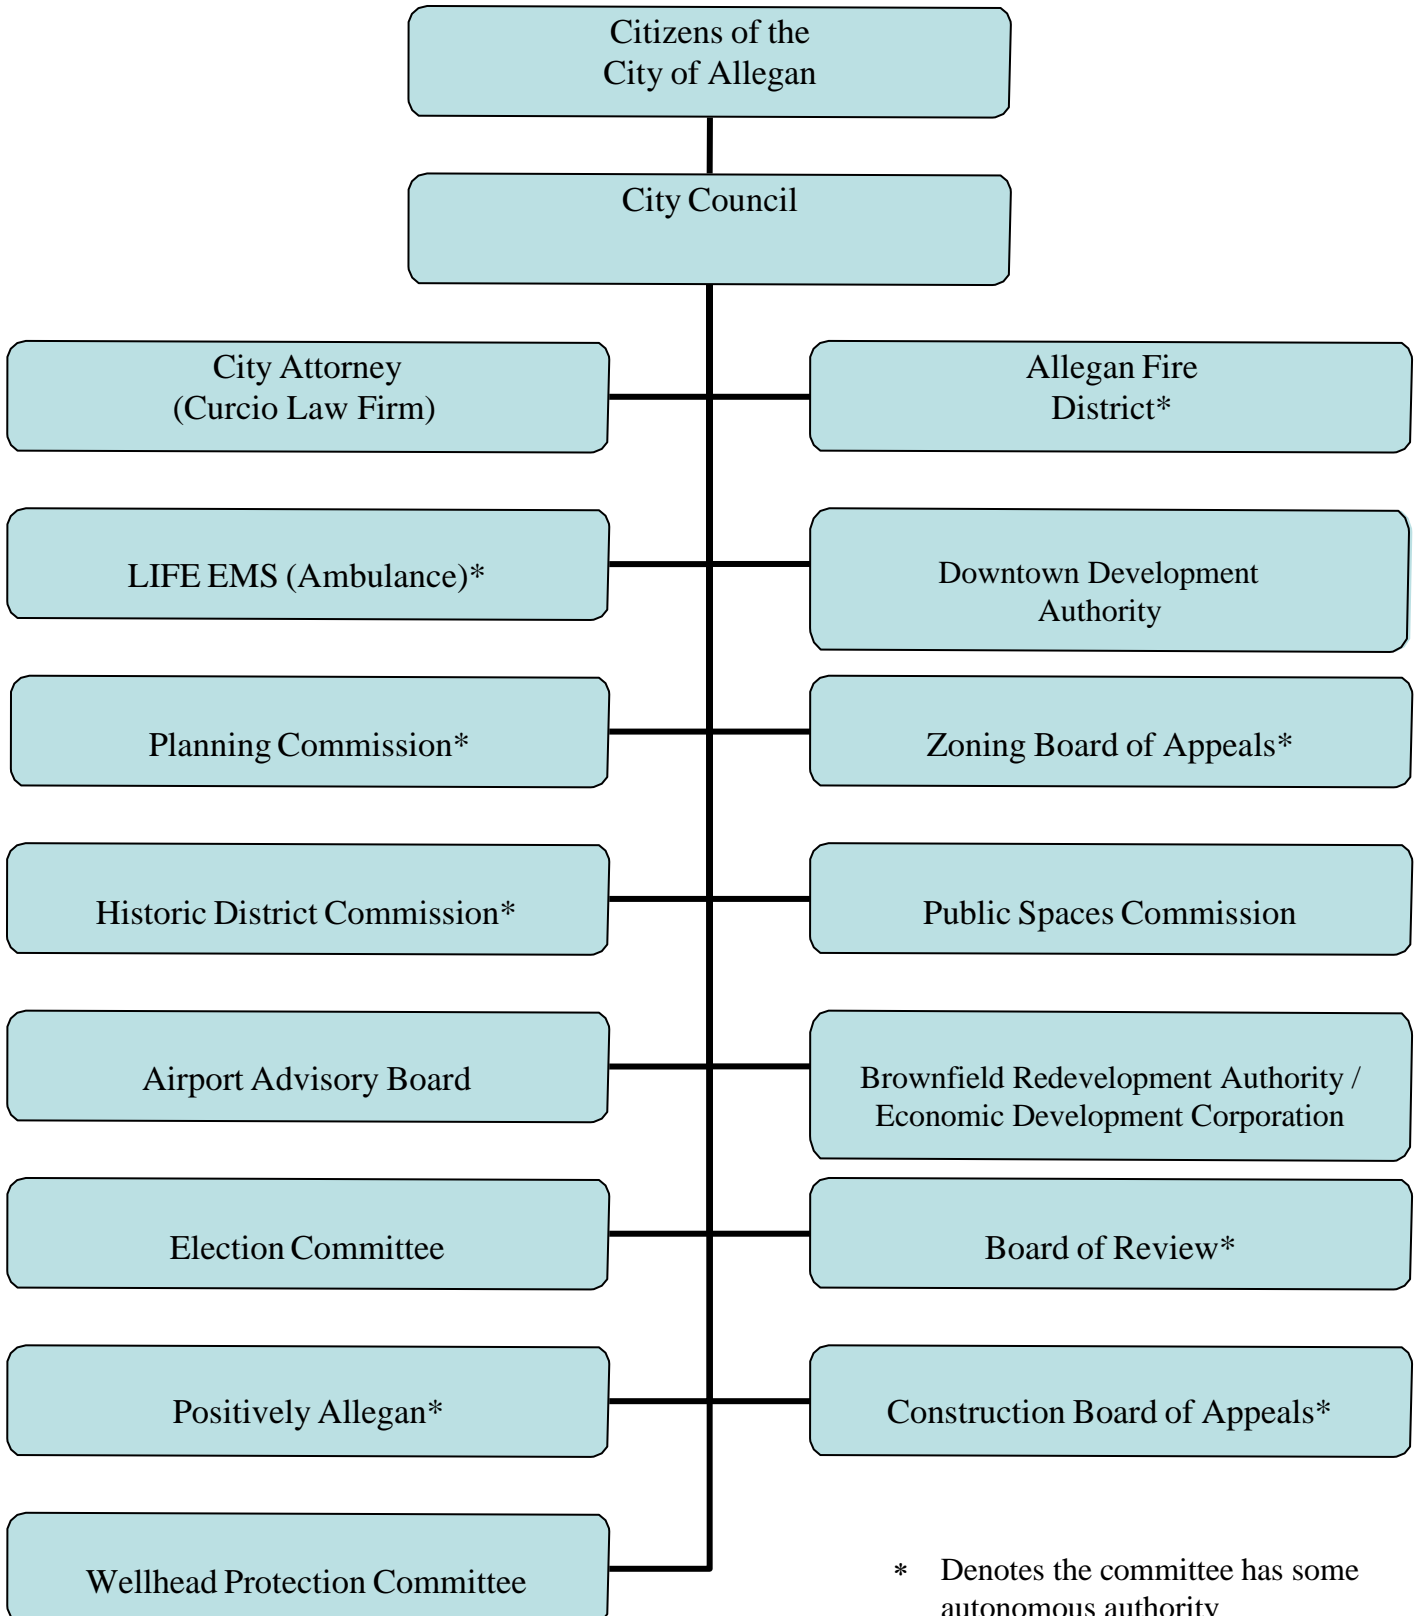 Citizens of the
City of Allegan
City Council
City Attorney
(Curcio Law Firm)
Allegan Fire
District*
LIFE EMS (Ambulance)*
Downtown Development
Authority
Planning Commission*
Zoning Board of Appeals*
Historic District Commission*
Public Spaces Commission
Airport Advisory Board
Brownfield Redevelopment Authority /
Economic Development Corporation
Election Committee
Board of Review*
Positively Allegan*
Construction Board of Appeals*
Wellhead Protection Committee
* Denotes the committee has some
autonomous authority